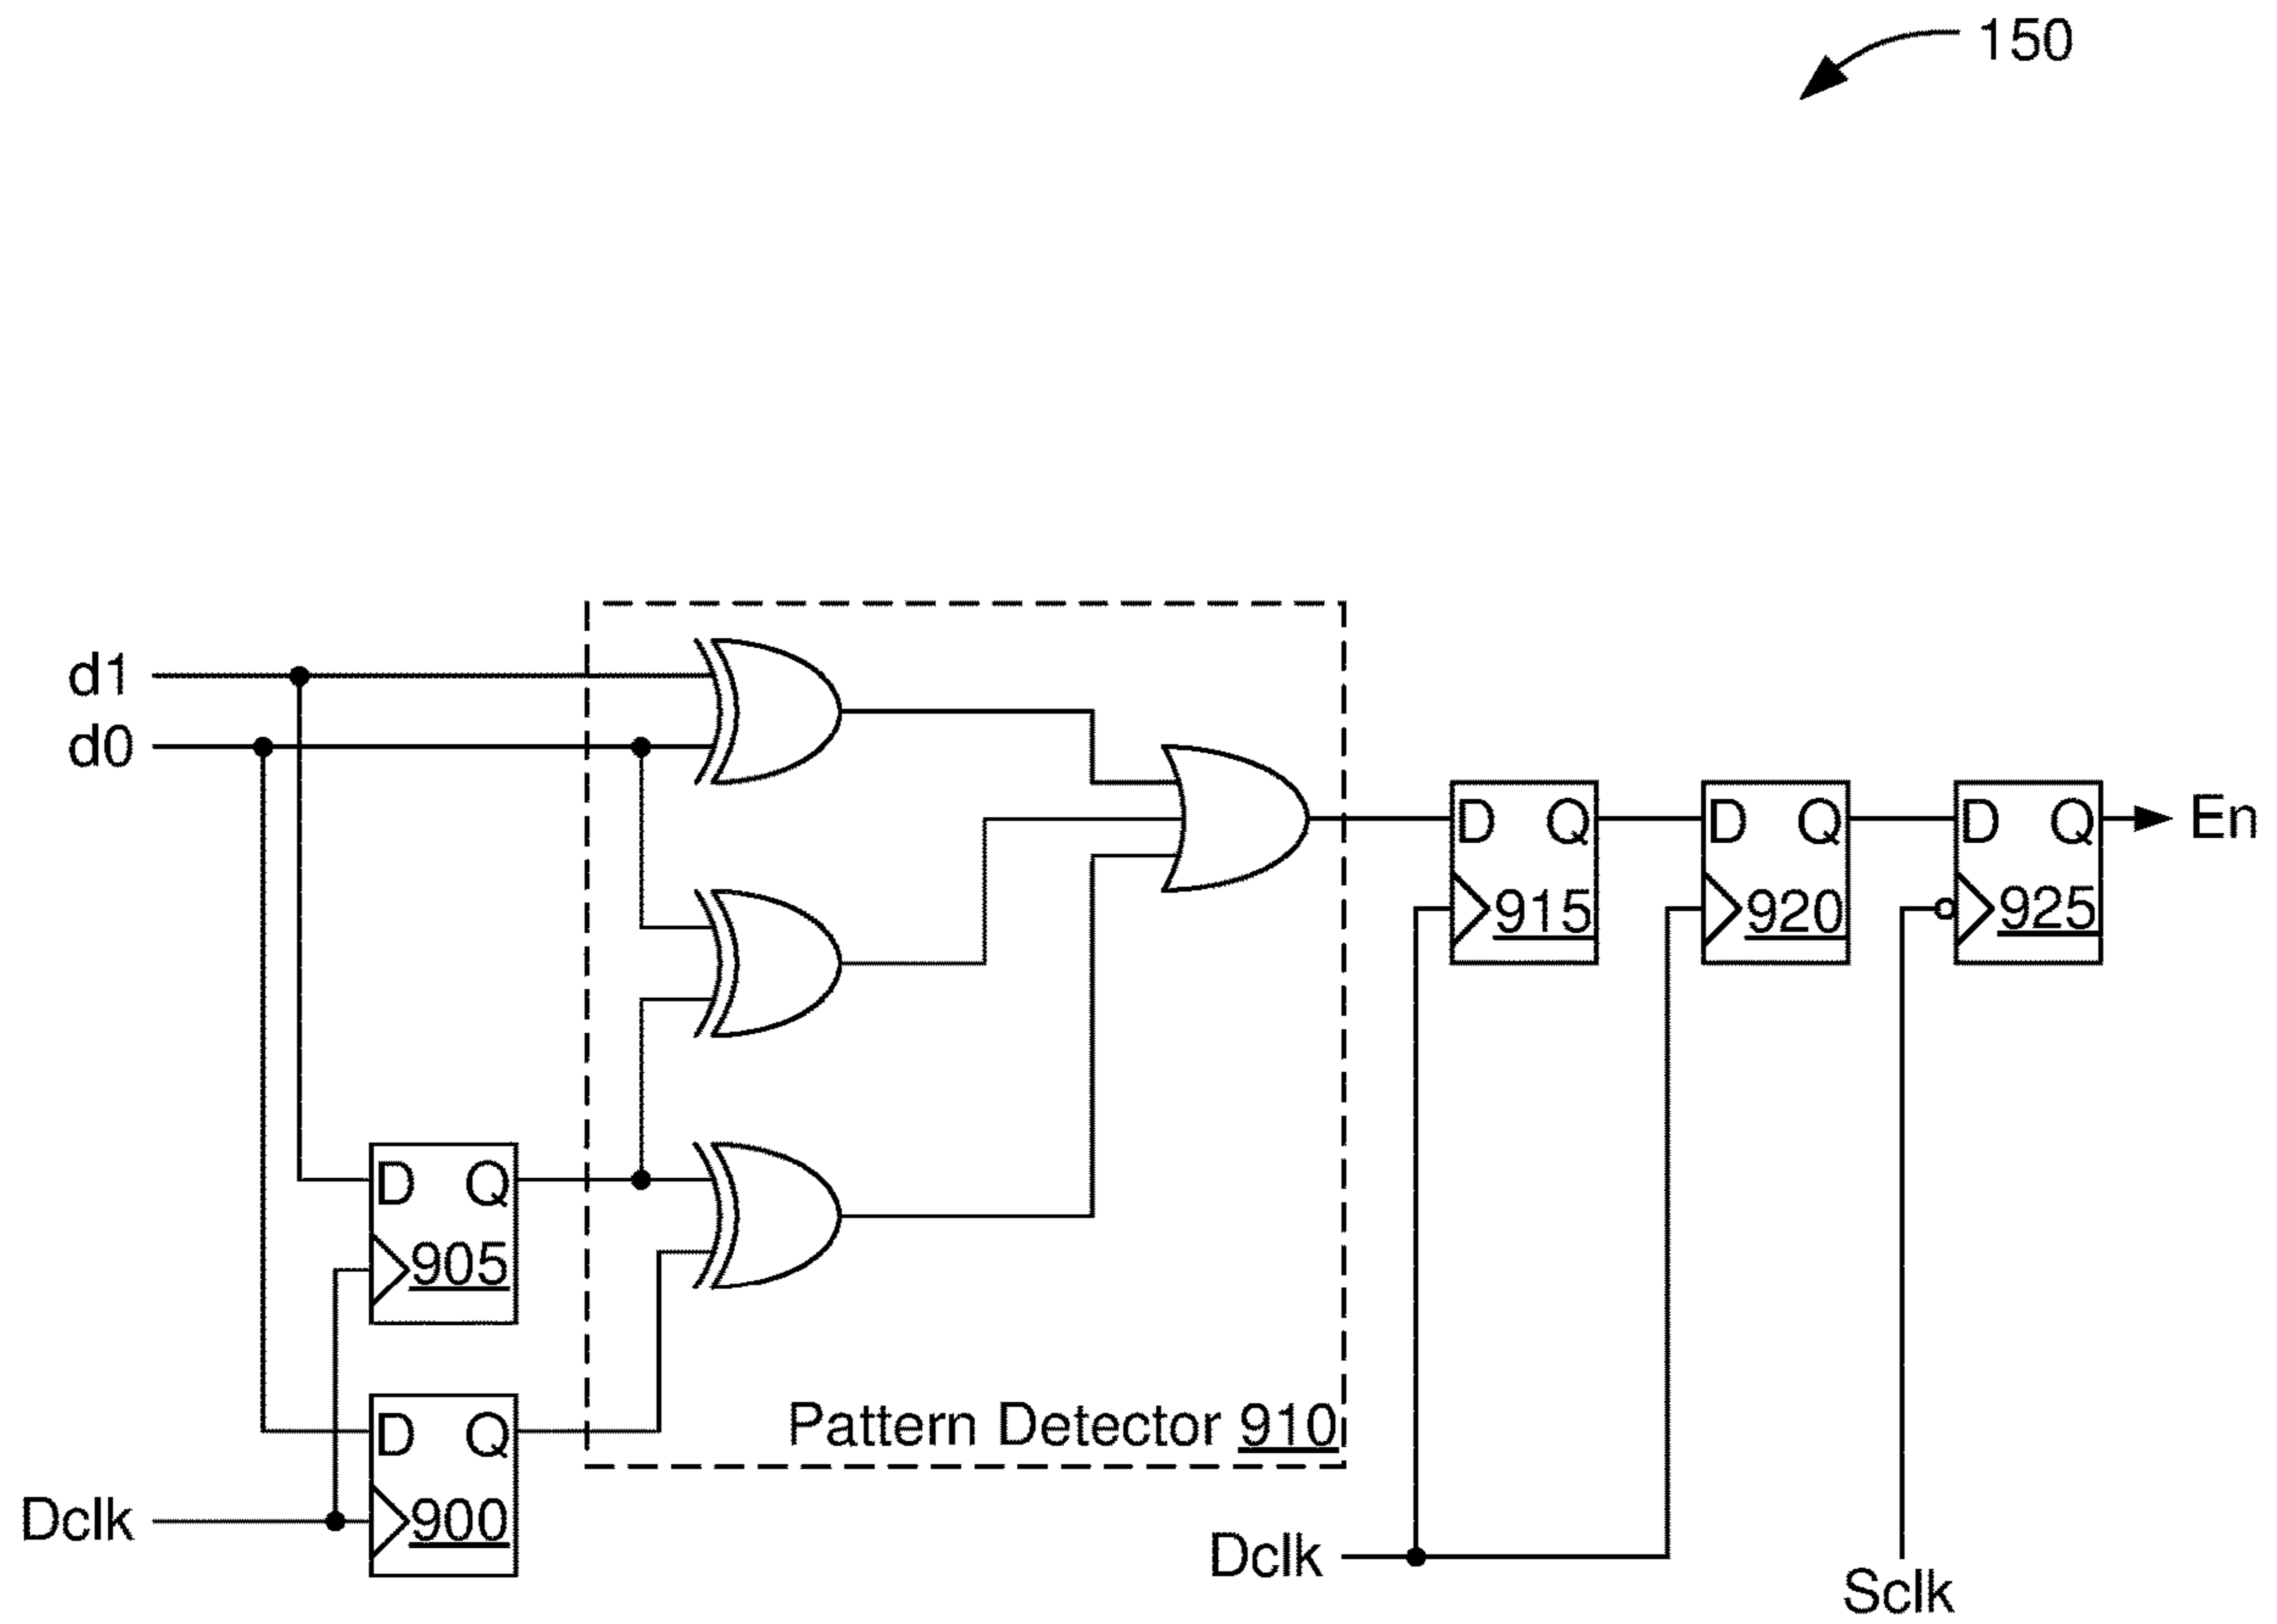 150
d1
d0
D Q
915
D Q
920
D Q
925
En
D Q
905
D Q
900
Pattern Detector 910
Dclk
Dclk
Sclk